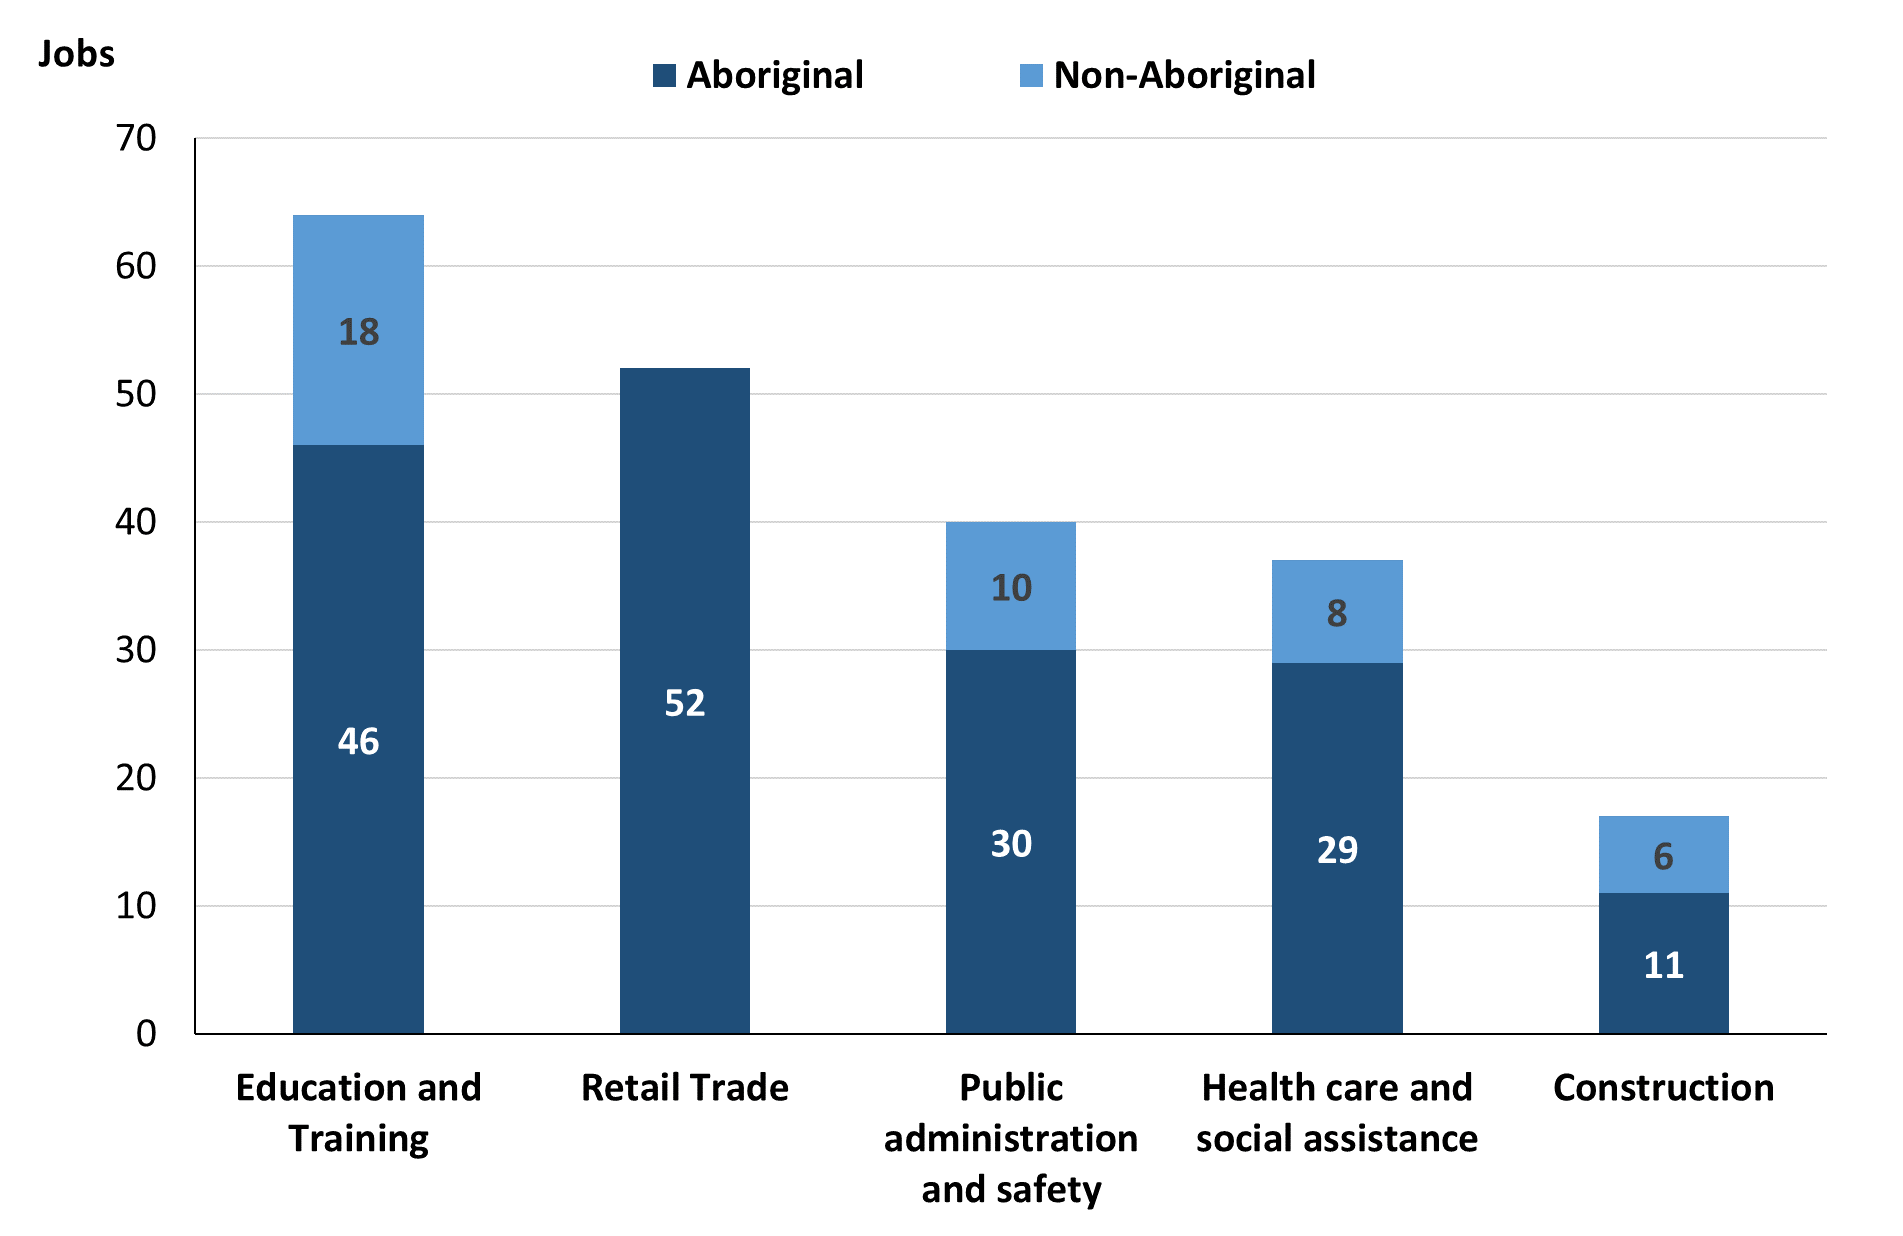 Jobs
Aboriginal
Non-Aboriginal
70
60
50
40
30
20
10
0
18
46
52
10
30
8
29
6
11
Education and
Training
Retail Trade
Public
administration
and safety
Health care and
social assistance
Construction